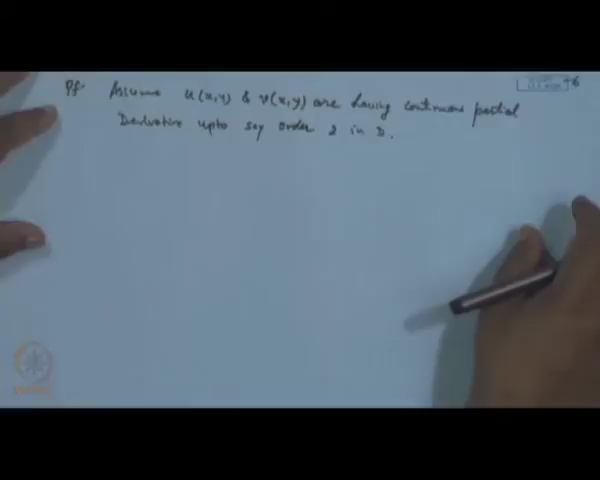 Pf. Assume u(x,y) & v(x,y) are having continuous partial
Derivative upto say order 2 in D.